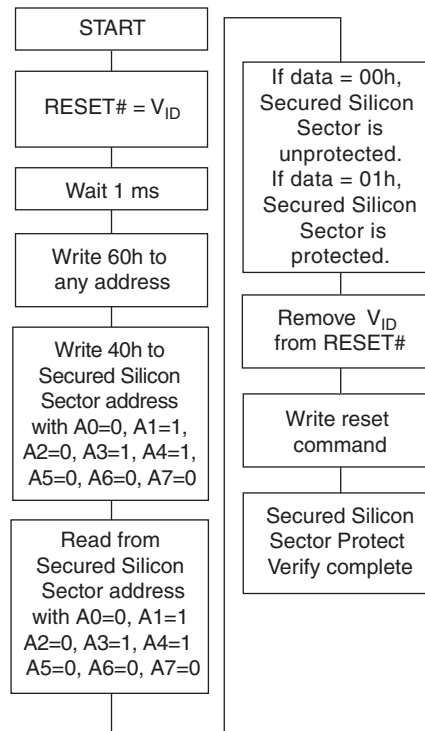 START
RESET# = VID
Wait 1 ms
Write 60h to
any address
Write 40h to
Secured Silicon
Sector address
with A0=0, A1=1,
A2=0, A3=1, A4=1,
A5=0, A6=0, A7=0
Read from
Secured Silicon
Sector address
with A0=0, A1=1
A2=0, A3=1, A4=1
A5=0, A6=0, A7=0
If data = 00h,
Secured Silicon
Sector is
unprotected.
If data = 01h,
Secured Silicon
Sector is
protected.
Remove VID
from RESET#
Write reset
command
Secured Silicon
Sector Protect
Verify complete